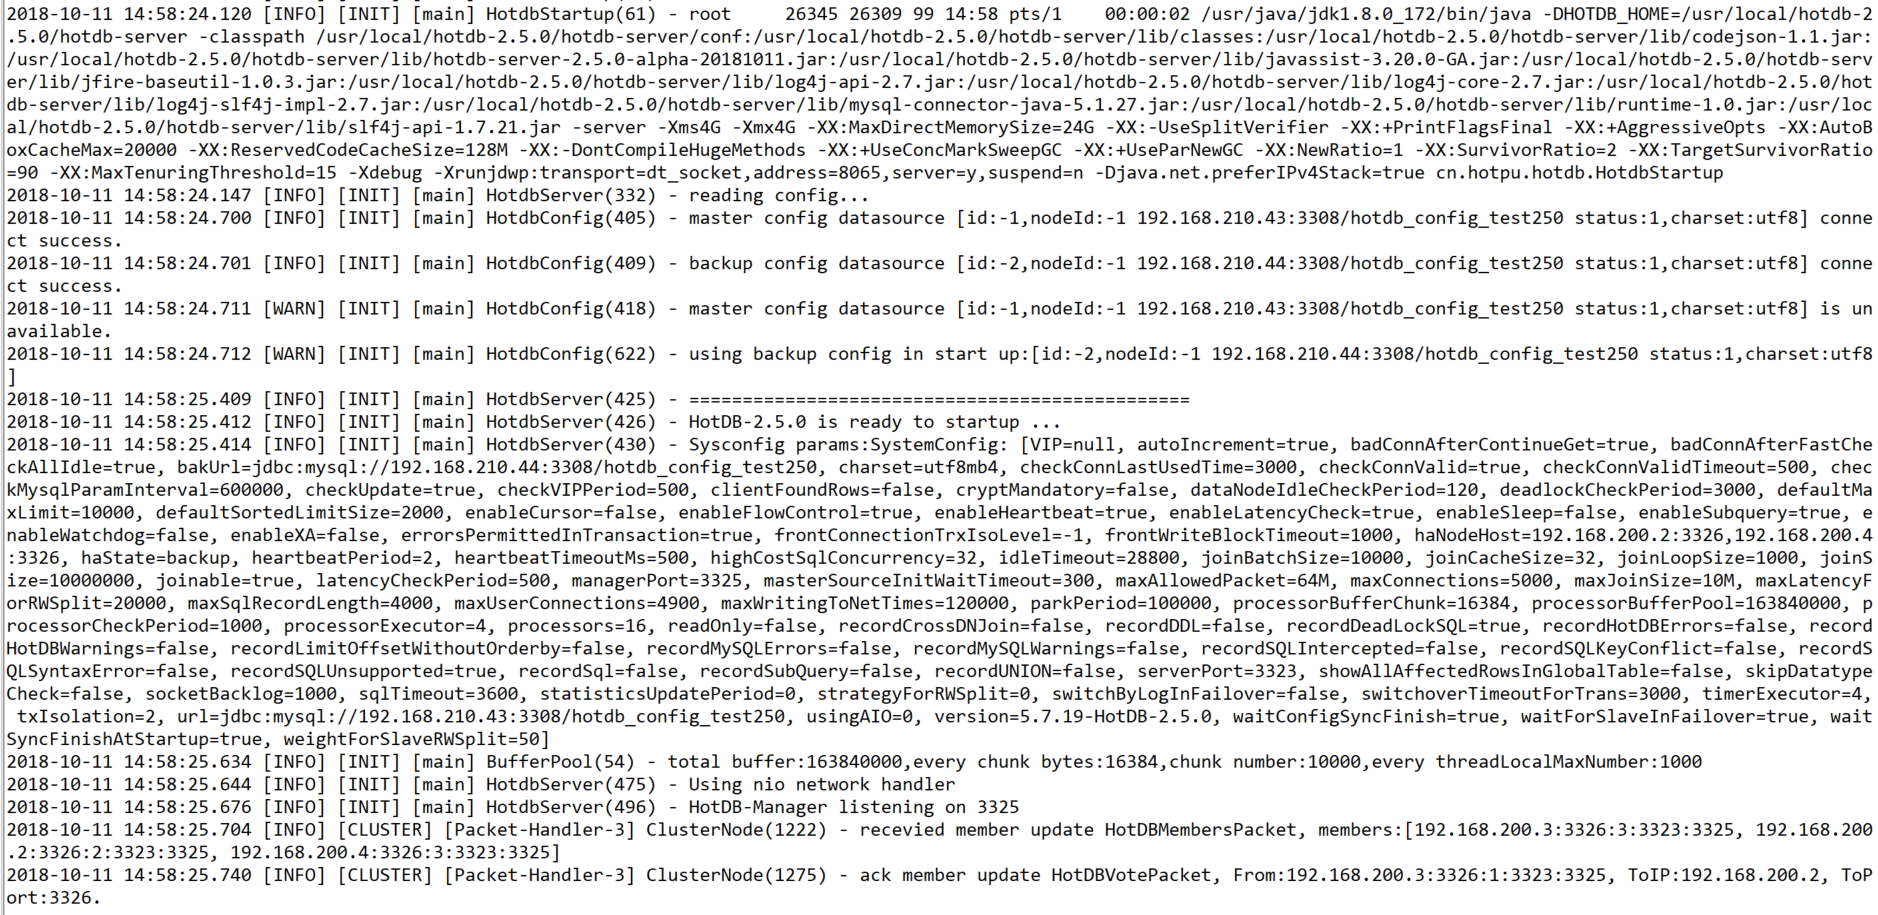 2018-10-11 14:58:24.120 [INFO] [INIT] [main] HotdbStartup(61) - root     26345 26309 99 14:58 pts/1    00:00:02 /usr/java/jdk1.8.0_172/bin/java -DHOTDB_HOME=/usr/local/hotdb-2
.5.0/hotdb-server -classpath /usr/local/hotdb-2.5.0/hotdb-server/conf:/usr/local/hotdb-2.5.0/hotdb-server/lib/classes:/usr/local/hotdb-2.5.0/hotdb-server/lib/codejson-1.1.jar:
/usr/local/hotdb-2.5.0/hotdb-server/lib/hotdb-server-2.5.0-alpha-20181011.jar:/usr/local/hotdb-2.5.0/hotdb-server/lib/javassist-3.20.0-GA.jar:/usr/local/hotdb-2.5.0/hotdb-serv
er/lib/jfire-baseutil-1.0.3.jar:/usr/local/hotdb-2.5.0/hotdb-server/lib/log4j-api-2.7.jar:/usr/local/hotdb-2.5.0/hotdb-server/lib/log4j-core-2.7.jar:/usr/local/hotdb-2.5.0/hot
db-server/lib/log4j-slf4j-impl-2.7.jar:/usr/local/hotdb-2.5.0/hotdb-server/lib/mysql-connector-java-5.1.27.jar:/usr/local/hotdb-2.5.0/hotdb-server/lib/runtime-1.0.jar:/usr/loc
al/hotdb-2.5.0/hotdb-server/lib/slf4j-api-1.7.21.jar -server -Xms4G -Xmx4G -XX:MaxDirectMemorySize=24G -XX:-UseSplitVerifier -XX:+PrintFlagsFinal -XX:+AggressiveOpts -XX:AutoB
oxCacheMax=20000 -XX:ReservedCodeCacheSize=128M -XX:-DontCompileHugeMethods -XX:+UseConcMarkSweepGC -XX:+UseParNewGC -XX:NewRatio=1 -XX:SurvivorRatio=2 -XX:TargetSurvivorRatio
=90 -XX:MaxTenuringThreshold=15 -Xdebug -Xrunjdwp:transport=dt_socket,address=8065,server=y,suspend=n -Djava.net.preferIPv4Stack=true cn.hotpu.hotdb.HotdbStartup
2018-10-11 14:58:24.147 [INFO] [INIT] [main] HotdbServer(332) - reading config...
2018-10-11 14:58:24.700 [INFO] [INIT] [main] HotdbConfig(405) - master config datasource [id:-1,nodeId:-1 192.168.210.43:3308/hotdb_config_test250 status:1,charset:utf8] conne
ct success.
2018-10-11 14:58:24.701 [INFO] [INIT] [main] HotdbConfig(409) - backup config datasource [id:-2,nodeId:-1 192.168.210.44:3308/hotdb_config_test250 status:1,charset:utf8] conne
ct success.
2018-10-11 14:58:24.711 [WARN] [INIT] [main] HotdbConfig(418) - master config datasource [id:-1,nodeId:-1 192.168.210.43:3308/hotdb_config_test250 status:1,charset:utf8] is un
available.
2018-10-11 14:58:24.712 [WARN] [INIT] [main] HotdbConfig(622) - using backup config in start up:[id:-2,nodeId:-1 192.168.210.44:3308/hotdb_config_test250 status:1,charset:utf8
]
2018-10-11 14:58:25.409 [INFO] [INIT] [main] HotdbServer(425) - ===============================================
2018-10-11 14:58:25.412 [INFO] [INIT] [main] HotdbServer(426) - HotDB-2.5.0 is ready to startup ...
2018-10-11 14:58:25.414 [INFO] [INIT] [main] HotdbServer(430) - Sysconfig params:SystemConfig: [VIP=null, autoIncrement=true, badConnAfterContinueGet=true, badConnAfterFastChe
ckAllIdle=true, bakUrl=jdbc:mysql://192.168.210.44:3308/hotdb_config_test250, charset=utf8mb4, checkConnLastUsedTime=3000, checkConnValid=true, checkConnValidTimeout=500, chec
kMysqlParamInterval=600000, checkUpdate=true, checkVIPPeriod=500, clientFoundRows=false, cryptMandatory=false, dataNodeIdleCheckPeriod=120, deadlockCheckPeriod=3000, defaultMa
xLimit=10000, defaultSortedLimitSize=2000, enableCursor=false, enableFlowControl=true, enableHeartbeat=true, enableLatencyCheck=true, enableSleep=false, enableSubquery=true, e
nableWatchdog=false, enableXA=false, errorsPermittedInTransaction=true, frontConnectionTrxIsoLevel=-1, frontWriteBlockTimeout=1000, haNodeHost=192.168.200.2:3326,192.168.200.4
:3326, haState=backup, heartbeatPeriod=2, heartbeatTimeoutMs=500, highCostSqlConcurrency=32, idleTimeout=28800, joinBatchSize=10000, joinCacheSize=32, joinLoopSize=1000, joinS
ize=10000000, joinable=true, latencyCheckPeriod=500, managerPort=3325, masterSourceInitWaitTimeout=300, maxAllowedPacket=64M, maxConnections=5000, maxJoinSize=10M, maxLatencyF
orRWSplit=20000, maxSqlRecordLength=4000, maxUserConnections=4900, maxWritingToNetTimes=120000, parkPeriod=100000, processorBufferChunk=16384, processorBufferPool=163840000, p
rocessorCheckPeriod=1000, processorExecutor=4, processors=16, readOnly=false, recordCrossDNJoin=false, recordDDL=false, recordDeadLockSQL=true, recordHotDBErrors=false, record
HotDBWarnings=false, recordLimitOffsetWithoutOrderby=false, recordMySQLErrors=false, recordMySQLWarnings=false, recordSQLIntercepted=false, recordSQLKeyConflict=false, recordS
QLSyntaxError=false, recordSQLUnsupported=true, recordSql=false, recordSubQuery=false, recordUNION=false, serverPort=3323, showAllAffectedRowsInGlobalTable=false, skipDatatype
Check=false, socketBacklog=1000, sqlTimeout=3600, statisticsUpdatePeriod=0, strategyForRWSplit=0, switchByLogInFailover=false, switchoverTimeoutForTrans=3000, timerExecutor=4,
 txIsolation=2, url=jdbc:mysql://192.168.210.43:3308/hotdb_config_test250, usingAIO=0, version=5.7.19-HotDB-2.5.0, waitConfigSyncFinish=true, waitForSlaveInFailover=true, wait
SyncFinishAtStartup=true, weightForSlaveRWSplit=50]
2018-10-11 14:58:25.634 [INFO] [INIT] [main] BufferPool(54) - total buffer:163840000,every chunk bytes:16384,chunk number:10000,every threadLocalMaxNumber:1000
2018-10-11 14:58:25.644 [INFO] [INIT] [main] HotdbServer(475) - Using nio network handler
2018-10-11 14:58:25.676 [INFO] [INIT] [main] HotdbServer(496) - HotDB-Manager listening on 3325
2018-10-11 14:58:25.704 [INFO] [CLUSTER] [Packet-Handler-3] ClusterNode(1222) - recevied member update HotDBMembersPacket, members:[192.168.200.3:3326:3:3323:3325, 192.168.200
.2:3326:2:3323:3325, 192.168.200.4:3326:3:3323:3325]
2018-10-11 14:58:25.740 [INFO] [CLUSTER] [Packet-Handler-3] ClusterNode(1275) - ack member update HotDBVotePacket, From:192.168.200.3:3326:1:3323:3325, ToIP:192.168.200.2, ToP
ort:3326.